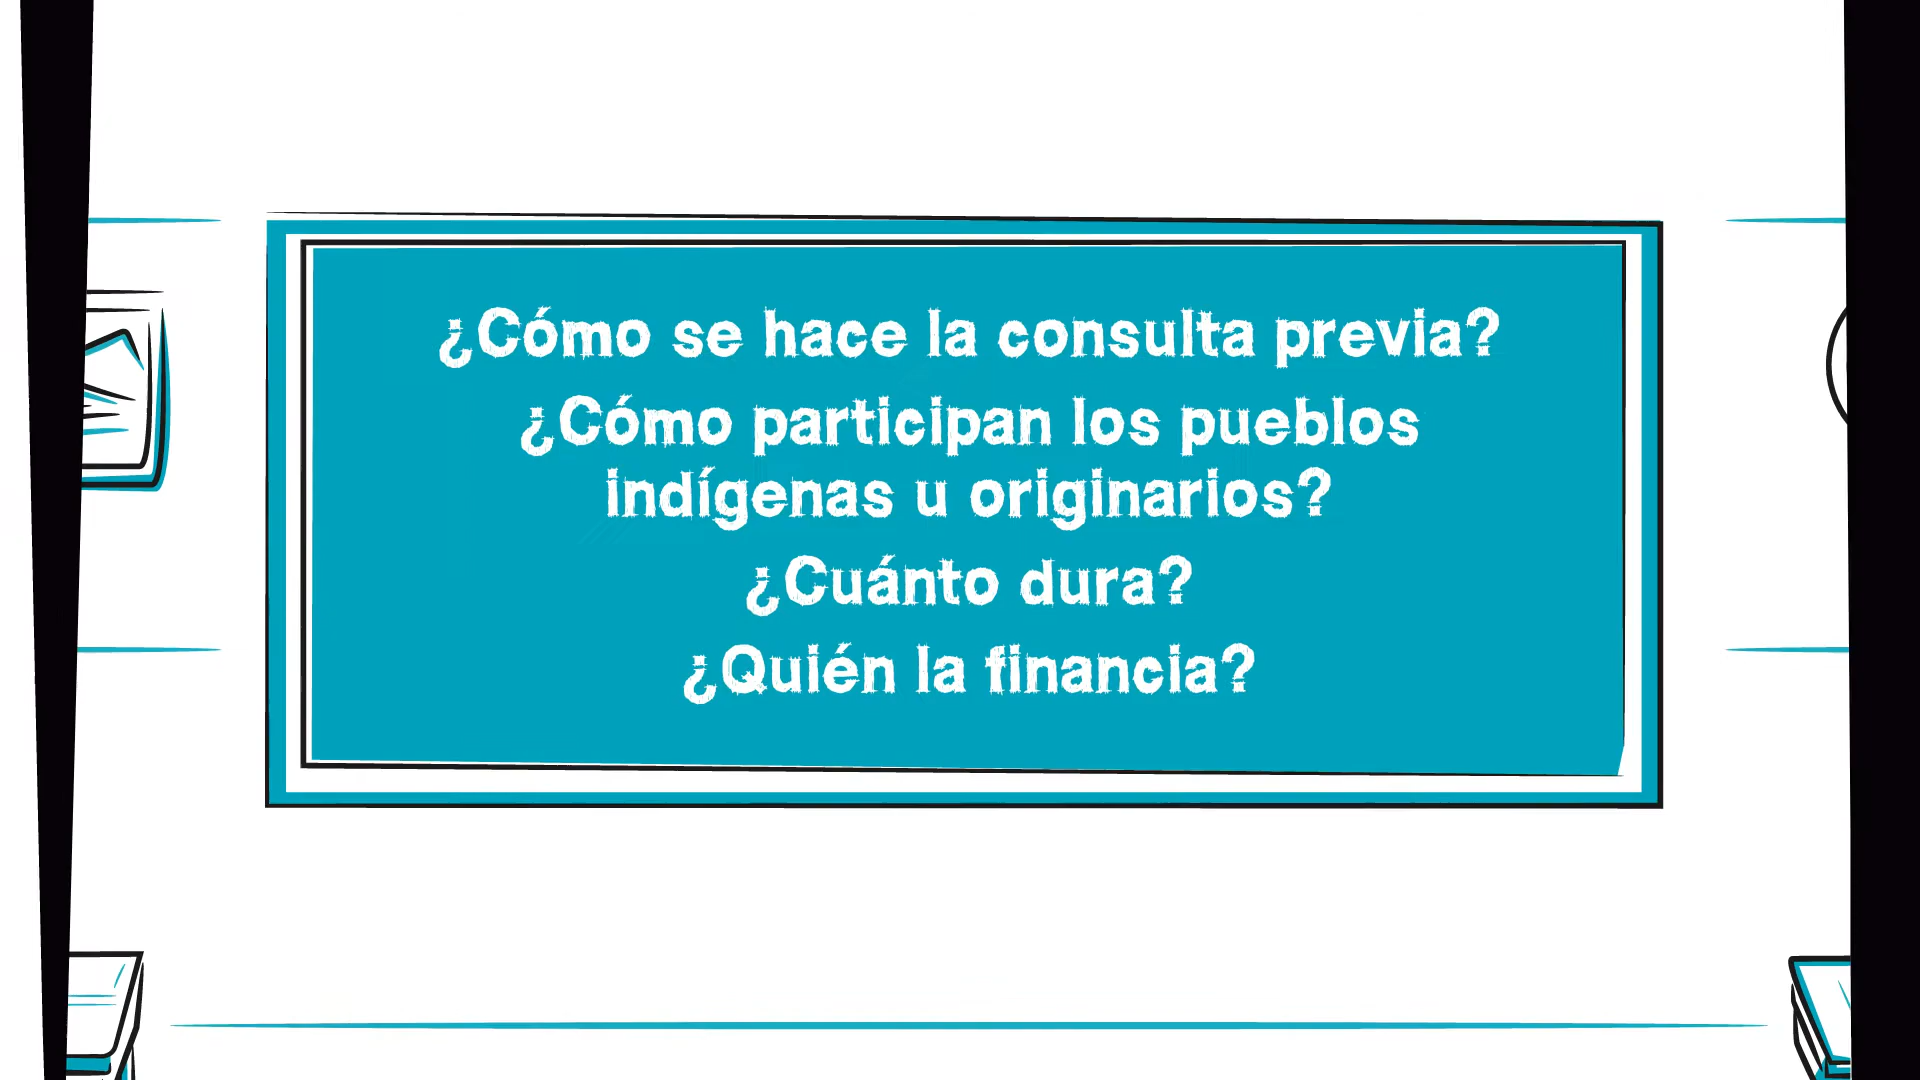 ¿Cómo se hace la consulta previa?
¿Cómo participan los pueblos
indígenas u originarios?
¿Cuánto dura?
¿Quién la financia?